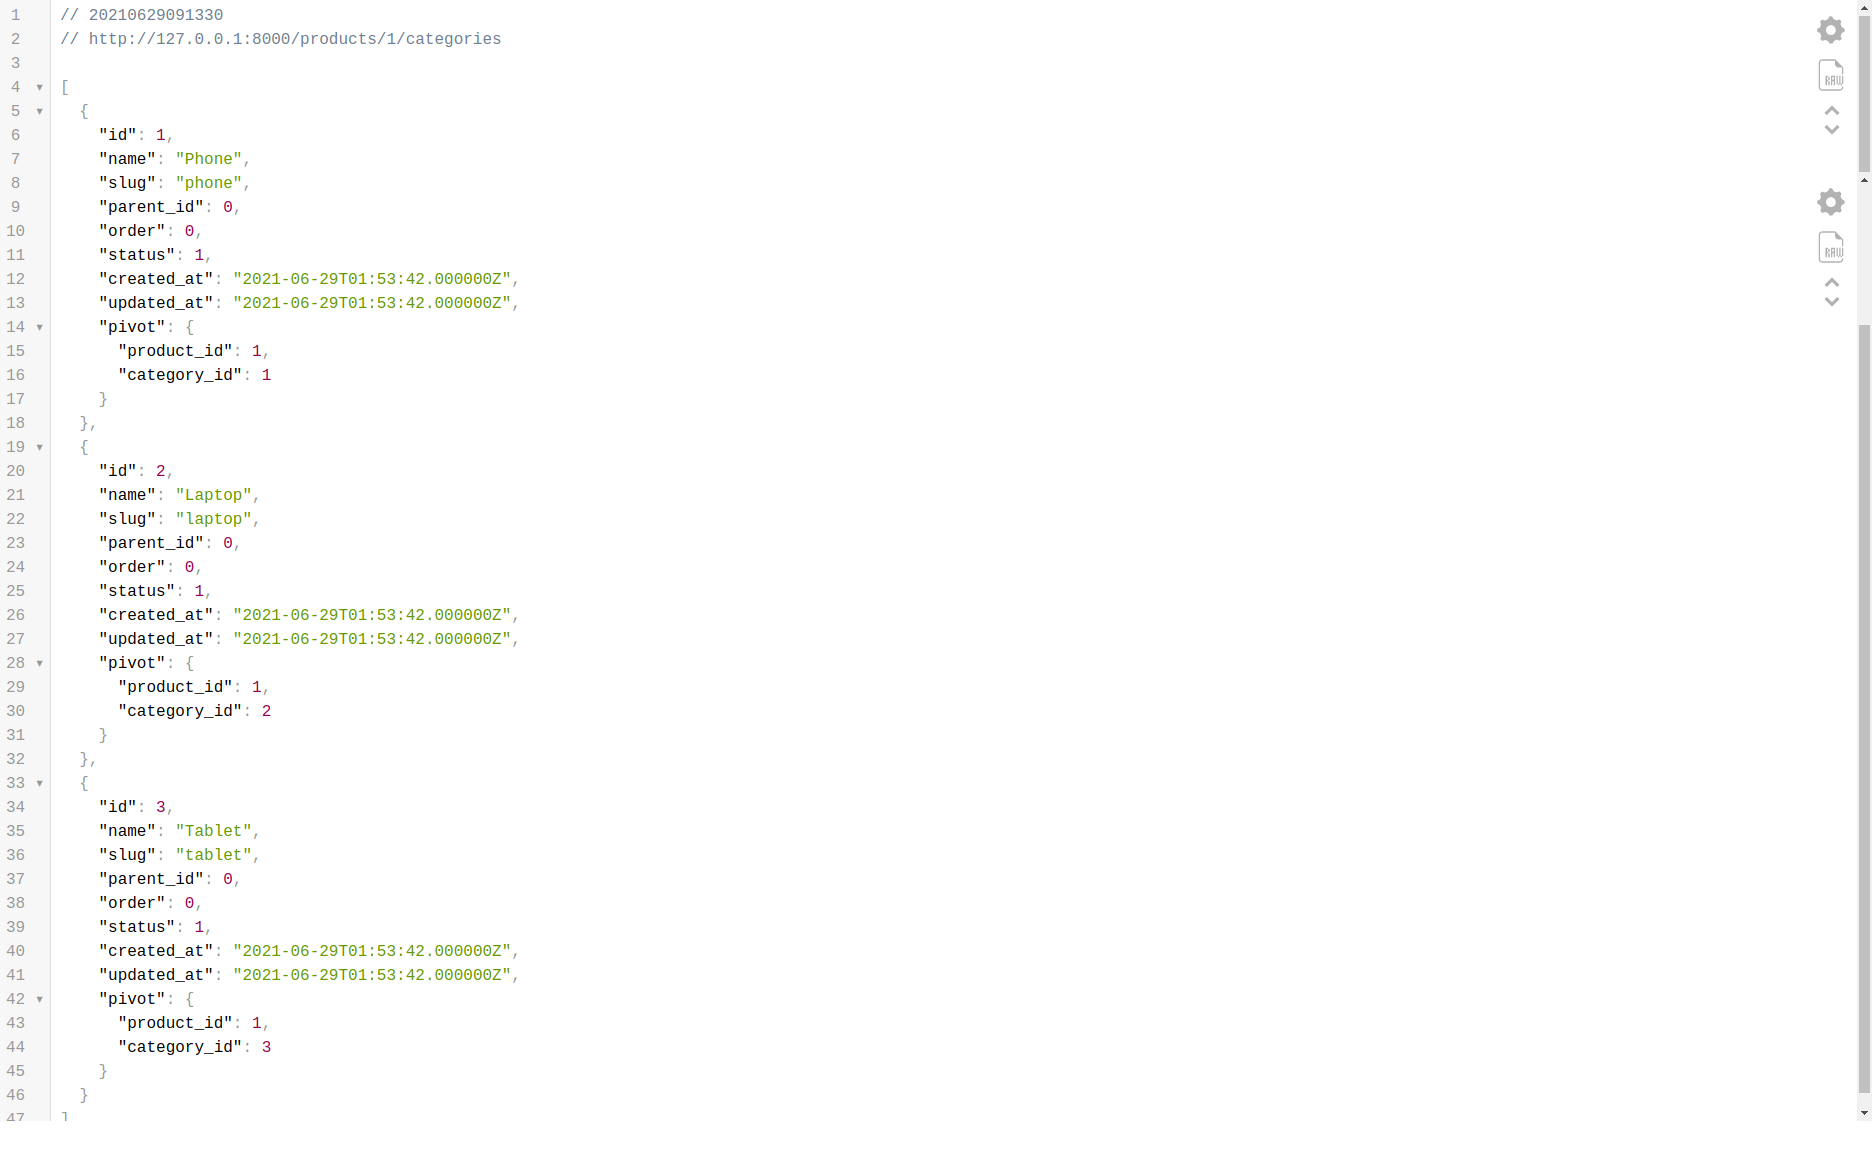 1 // 20210629091330
2 // http://127.0.0.1:8000/products/1/categories
3
4 [
5 {
6 "id": 1,
7 "name": "Phone",
8 "slug": "phone",
9 "parent_id": 0,
10 "order": 0,
11 "status": 1,
12 "created_at": "2021-06-29T01:53:42.000000Z",
13 "updated_at": "2021-06-29T01:53:42.000000Z",
14 "pivot": {
15 "product_id": 1,
16 "category_id": 1
17 }
18 },
19 {
20 "id": 2,
21 "name": "Laptop",
22 "slug": "laptop",
23 "parent_id": 0,
24 "order": 0,
25 "status": 1,
26 "created_at": "2021-06-29T01:53:42.000000Z",
27 "updated_at": "2021-06-29T01:53:42.000000Z",
28 "pivot": {
29 "product_id": 1,
30 "category_id": 2
31 }
32 },
33 {
34 "id": 3,
35 "name": "Tablet",
36 "slug": "tablet",
37 "parent_id": 0,
38 "order": 0,
39 "status": 1,
40 "created_at": "2021-06-29T01:53:42.000000Z",
41 "updated_at": "2021-06-29T01:53:42.000000Z",
42 "pivot": {
43 "product_id": 1,
44 "category_id": 3
45 }
46 }
47 ]
RAW
RAW